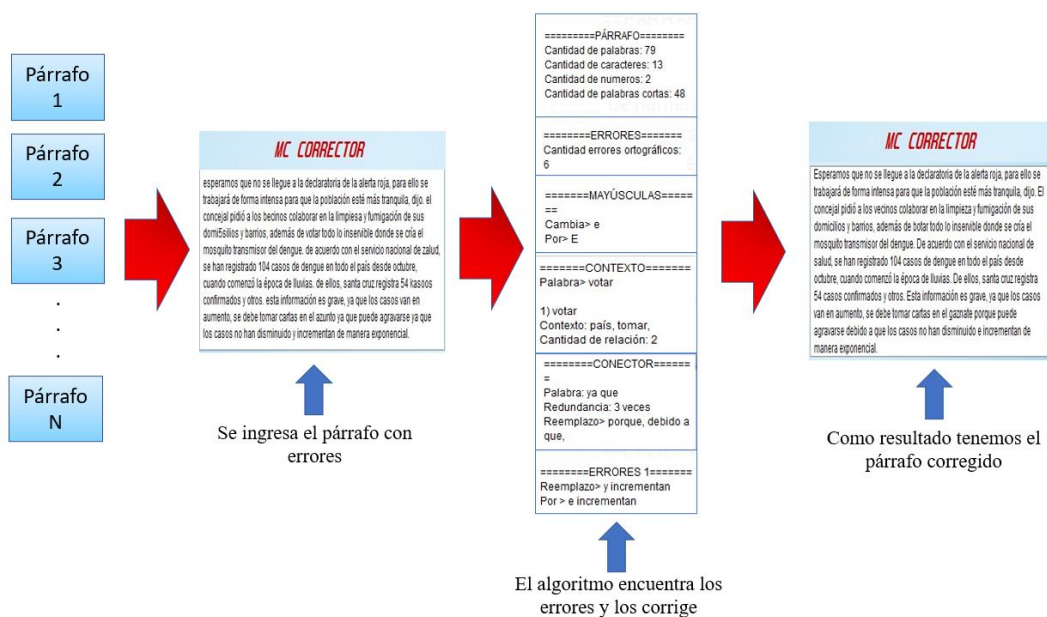 Párrafo
1
Párrafo
2
Párrafo
3
.
.
.
Párrafo
N
MC CORRECTOR
esperamos que no se llegue a la declaratoria de la alerta roja, para ello se
trabajará de forma intensa para que la población esté más tranquila, dijo. el
concejal pidió a los becinos colaborar en la limpiesa y fumigación de sus
domi5silios y barrios, además de votar todo lo inservible donde se cría el
mosquito transmisor del dengue. de acuerdo con el servicio nacional de zalud,
se han registrado 104 casos de dengue en todo el país desde octubre,
cuando comenzó la época de lluvias. de ellos, santa cruz registra 54 kasoos
confirmados y otros. esta información es grave, ya que los casos van en
aumento, se debe tomar cartas en el azunto ya que puede agravarse ya que
los casos no han disminuido y incrementan de manera exponencial.
Se ingresa el párrafo con
errores
=========PÁRRAFO========
Cantidad de palabras: 79
Cantidad de caracteres: 13
Cantidad de numeros: 2
Cantidad de palabras cortas: 48
========ERRORES=======
Cantidad errores ortográficos:
6
=======MAYÚSCULAS=====
==
Cambia> e
Por> E
=======CONTEXTO=======
Palabra> votar
1) votar
Contexto: país, tomar,
Cantidad de relación: 2
========CONECTOR======
=
Palabra: ya que
Redundancia: 3 veces
Reemplazo> porque, debido a
que,
========ERRORES 1=======
Reemplazo> y incrementan
Por > e incrementan
El algoritmo encuentra los
errores y los corrige
MC CORRECTOR
Esperamos que no se llegue a la declaratoria de la alerta roja, para ello se
trabajará de forma intensa para que la población esté más tranquila, dijo. El
concejal pidió a los vecinos colaborar en la limpieza y fumigación de sus
domicilios y barrios, además de botar todo lo inservible donde se cría el
mosquito transmisor del dengue. De acuerdo con el servicio nacional de
salud, se han registrado 104 casos de dengue en todo el país desde
octubre, cuando comenzó la época de lluvias. De ellos, santa cruz registra
54 casos confirmados y otros. Esta información es grave, ya que los casos
van en aumento, se debe tomar cartas en el gaznate porque puede
agravarse debido a que los casos no han disminuido e incrementan de
manera exponencial.
Como resultado tenemos el
párrafo corregido